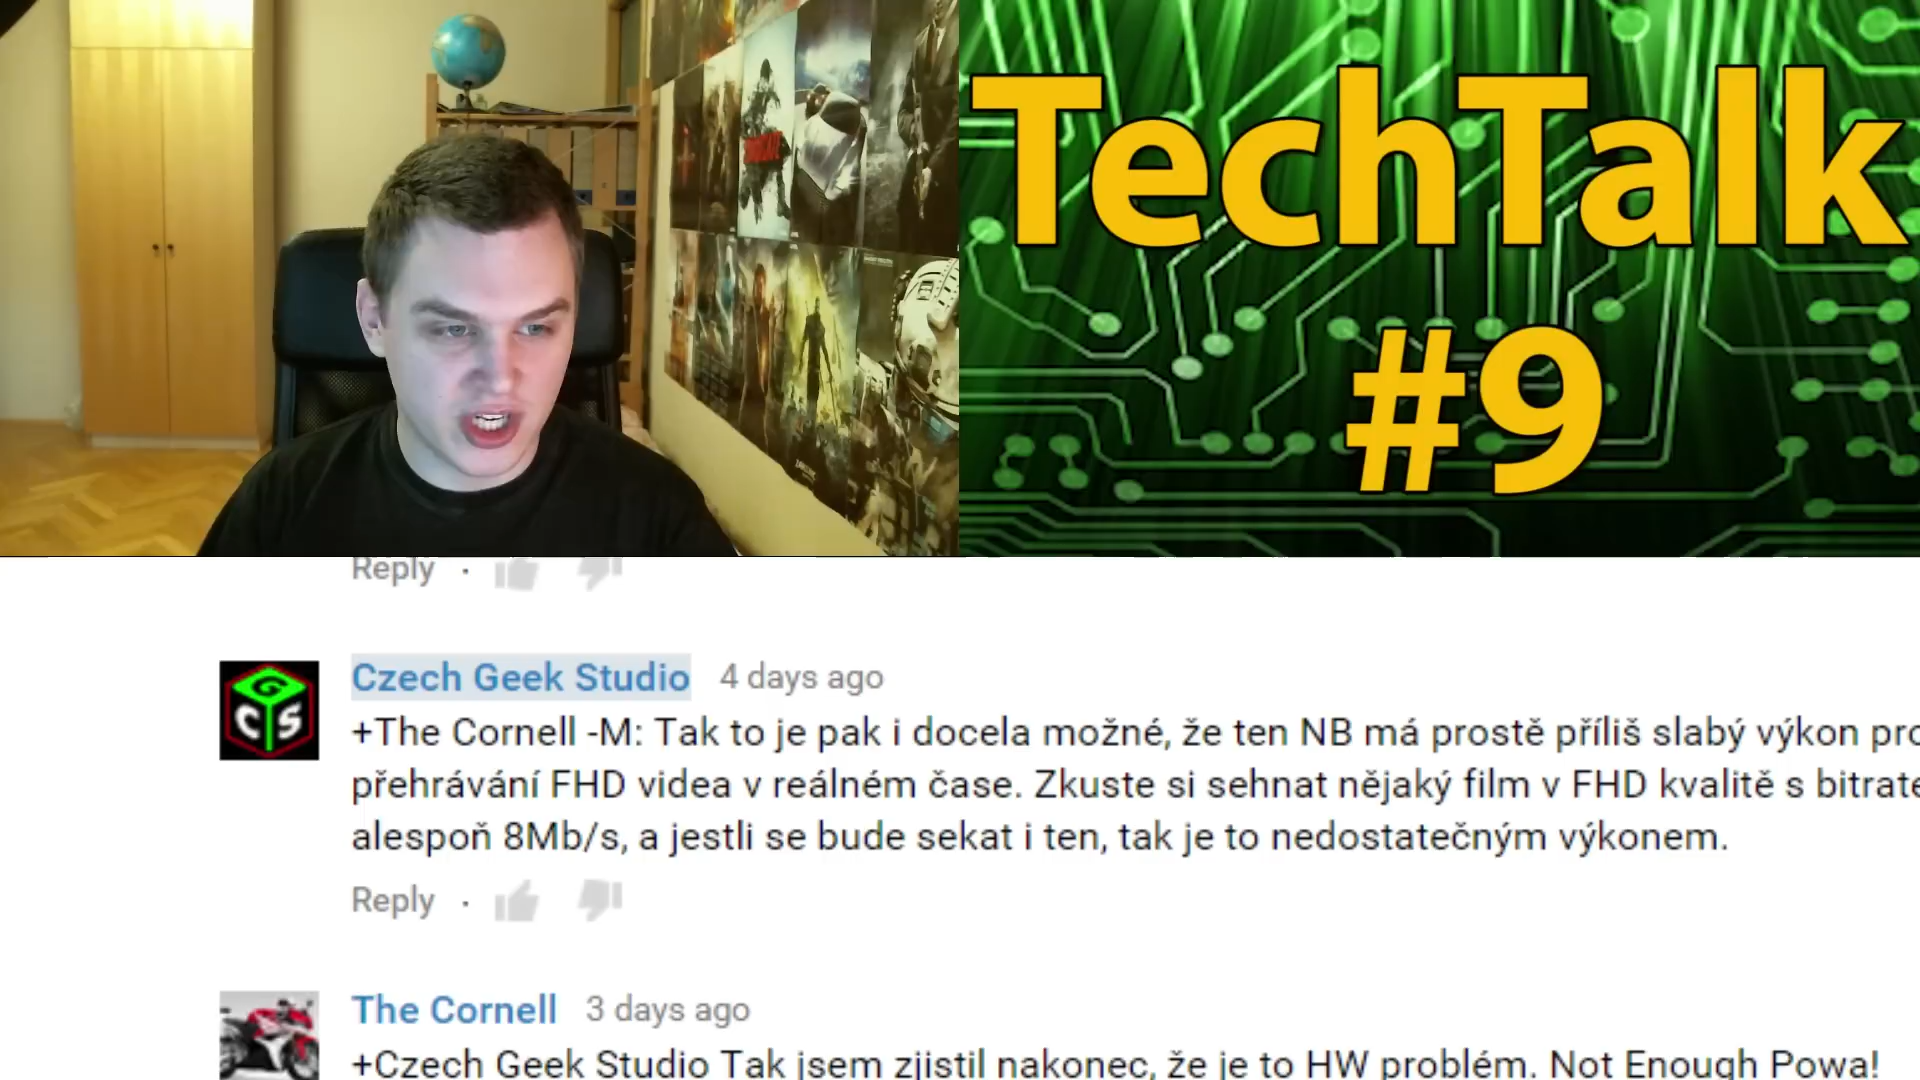 TechTalk
#9
Reply ·
Czech Geek Studio 4 days ago
+The Cornell -M: Tak to je pak i docela možné, že ten NB má prostě příliš slabý výkon pro
přehrávání FHD videa v reálném čase. Zkuste si sehnat nějaký film v FHD kvalitě s bitrate
alespoň 8Mb/s, a jestli se bude sekat i ten, tak je to nedostatečným výkonem.
Reply ·
The Cornell 3 days ago
+Czech Geek Studio Tak jsem zjistil nakonec, že je to HW problém. Not Enough Powa!
GCS